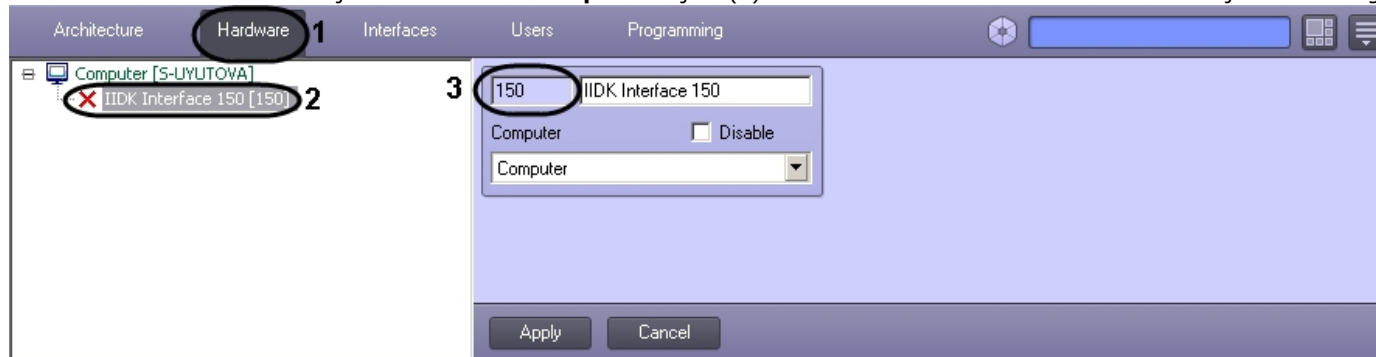 Architecture Hardware 1 Interfaces Users Programming
Computer [S-UYUTOVA]
IIDK Interface 150 [150] 2
3 150 IIDK Interface 150
Computer Disable
Computer
Apply Cancel